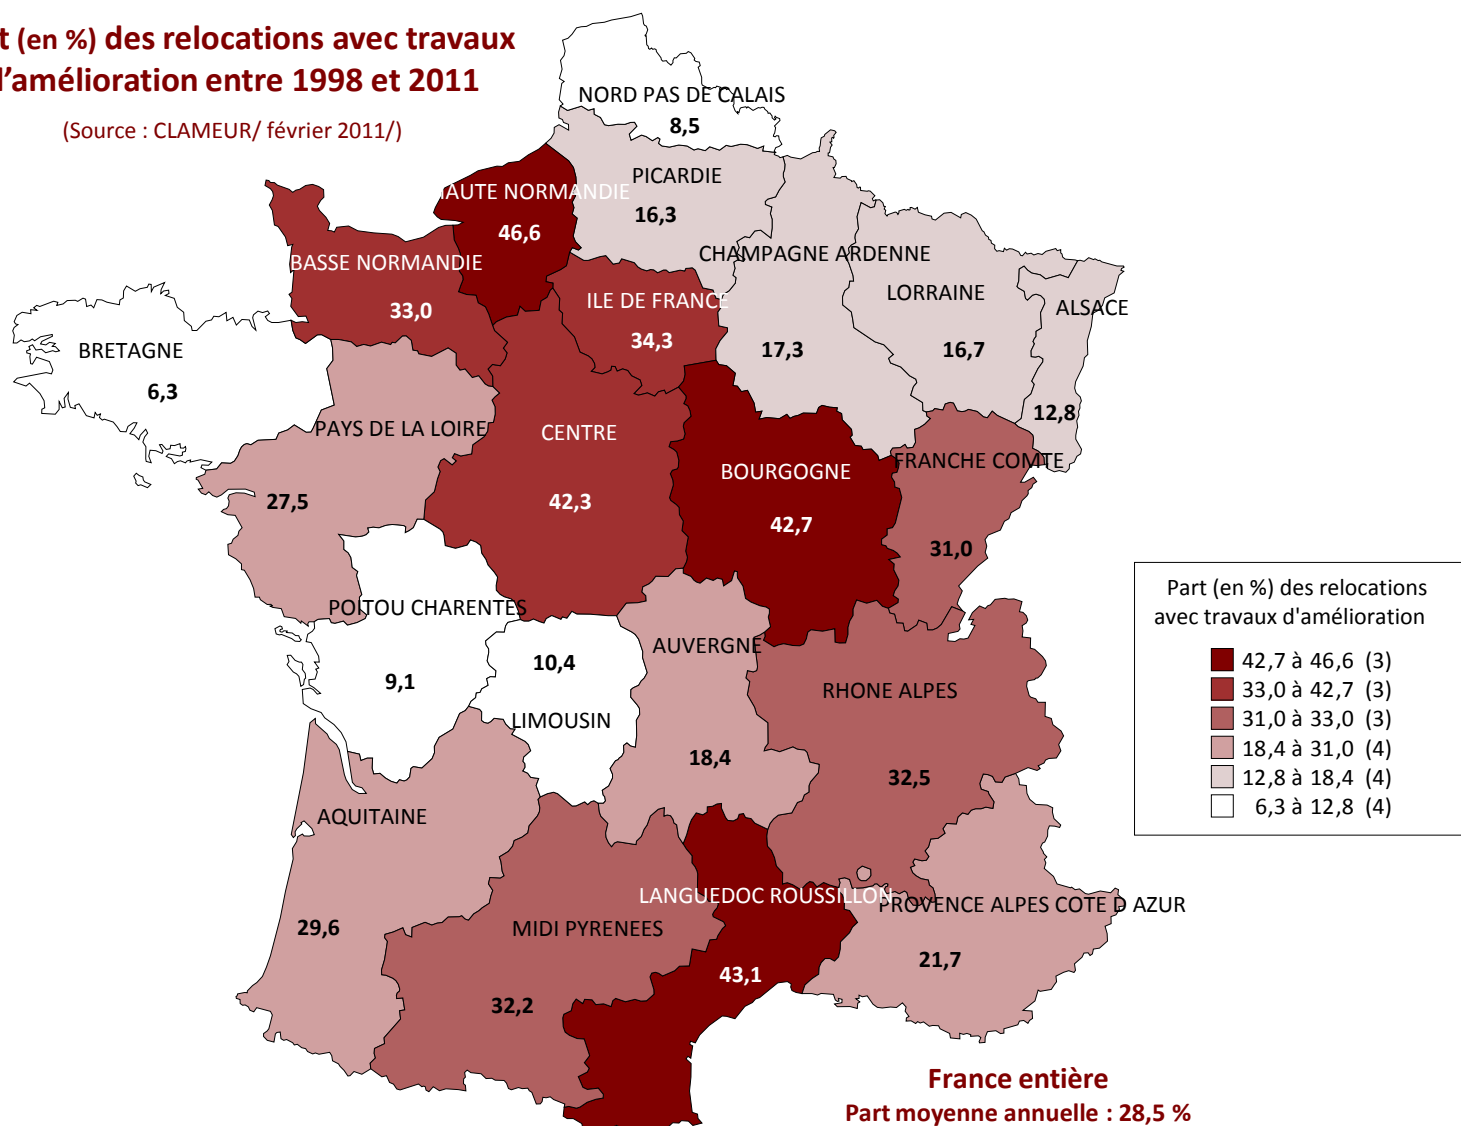 t (en %) des relocations avec travaux
l'amélioration entre 1998 et 2011
(Source : CLAMEUR/ février 2011/)
NORD PAS DE CALAIS
8,5
PICARDIE
16,3
HAUTE NORMANDIE
46,6
BASSE NORMANDIE
33,0
CHAMPAGNE ARDENNE
17,3
ILE DE FRANCE
34,3
LORRAINE
16,7
ALSACE
12,8
BRETAGNE
6,3
PAYS DE LA LOIRE
27,5
CENTRE
42,3
BOURGOGNE
42,7
FRANCHE COMTE
31,0
POITOU CHARENTES
9,1
10,4
LIMOUSIN
AUVERGNE
18,4
RHONE ALPES
32,5
AQUITAINE
29,6
MIDI PYRENEES
32,2
LANGUEDOC ROUSSILLON
43,1
PROVENCE ALPES COTE D AZUR
21,7
Part (en %) des relocations
avec travaux d'amélioration
42,7 à 46,6 (3)
33,0 à 42,7 (3)
31,0 à 33,0 (3)
18,4 à 31,0 (4)
12,8 à 18,4 (4)
6,3 à 12,8 (4)
France entière
Part moyenne annuelle : 28,5 %